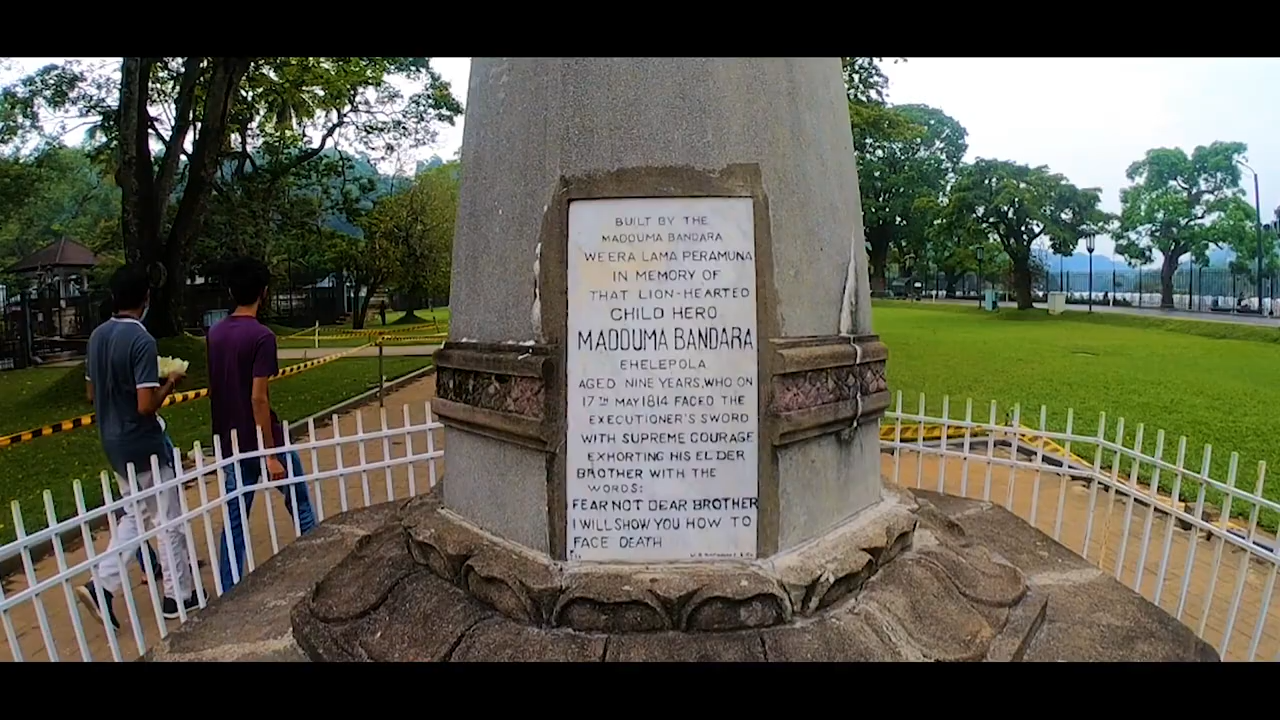 BUILT BY THE
MADDUMA BANDARA
WEERA LAMA PERAMUNA
IN MEMORY OF
THAT LION-HEARTED
CHILD HERO
MADDUMA BANDARA
EHELEPOLA
AGED NINE YEARS, WHO ON
17TH MAY 1814 FACED THE
EXECUTIONER'S SWORD
WITH SUPREME COURAGE
EXHORTING HIS ELDER
BROTHER WITH THE
WORDS:
FEAR NOT DEAR BROTHER
I WILL SHOW YOU HOW TO
FACE DEATH